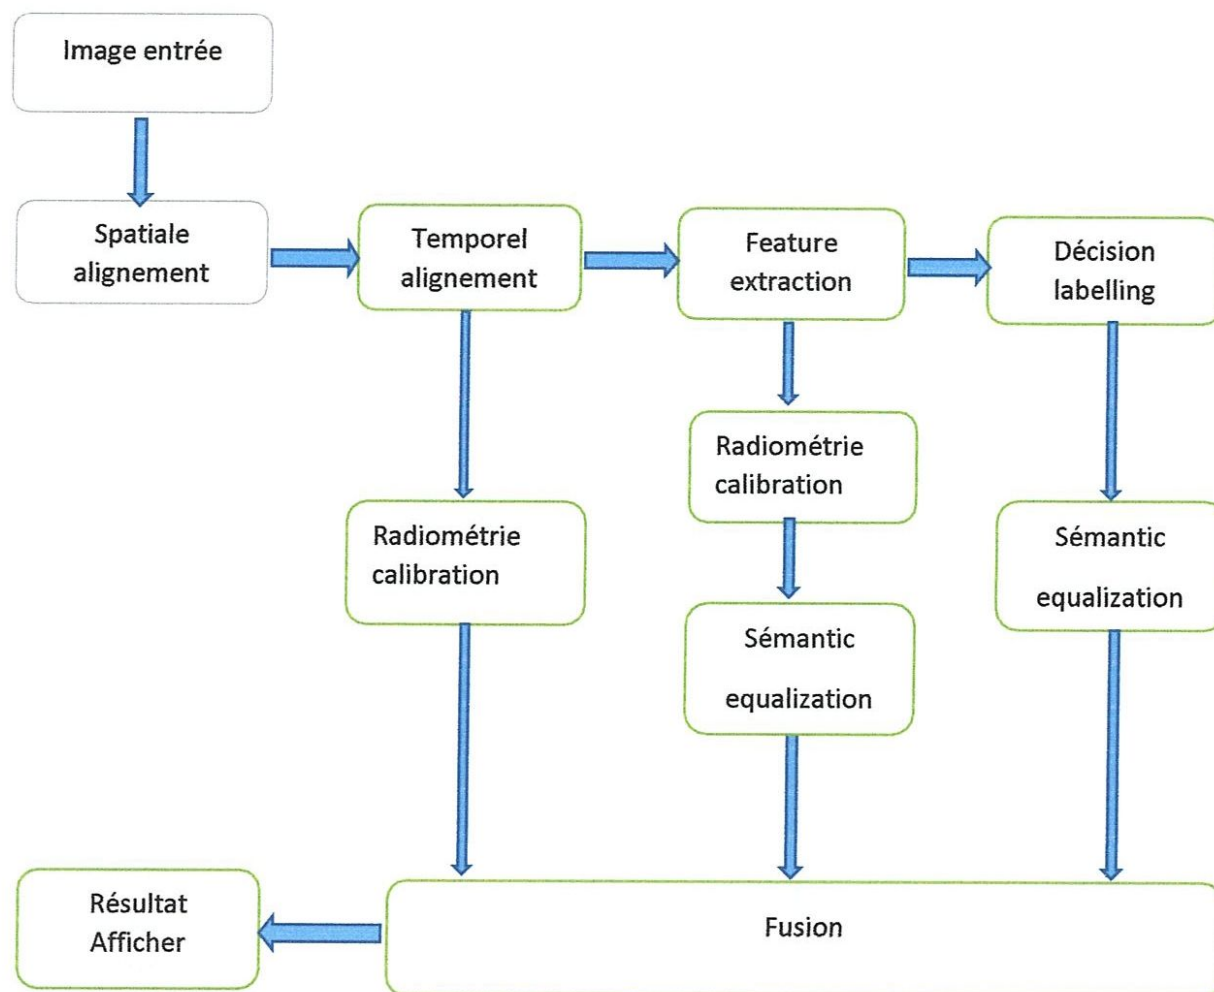 Image entrée
Spatiale
alignement
Temporel
alignement
Feature
extraction
Décision
labelling
Radiométrie
calibration
Radiométrie
calibration
Sémantic
equalization
Sémantic
equalization
Résultat
Afficher
Fusion